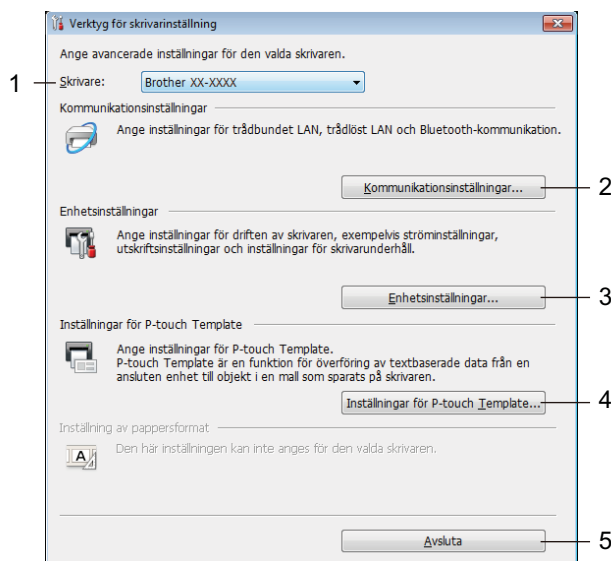 Verktyg för skrivarinställning
Ange avancerade inställningar för den valda skrivaren.
1 Skrivare: Brother XX-XXXX
Kommunikationsinställningar
Ange inställningar för trådbundet LAN, trådlöst LAN och Bluetooth-kommunikation.
Kommunikationsinställningar... 2
Enhetsinställningar
Ange inställningar för driften av skrivaren, exempelvis ströminställningar,
utskriftsinställningar och inställningar för skrivarunderhåll.
Enhetsinställningar... 3
Inställningar för P-touch Template
Ange inställningar för P-touch Template.
P-touch Template är en funktion för överföring av textbaserade data från en
ansluten enhet till objekt i en mall som sparats på skrivaren.
Inställningar för P-touch Template... 4
Inställning av pappersformat
Den här inställningen kan inte anges för den valda skrivaren.
A
Avsluta 5